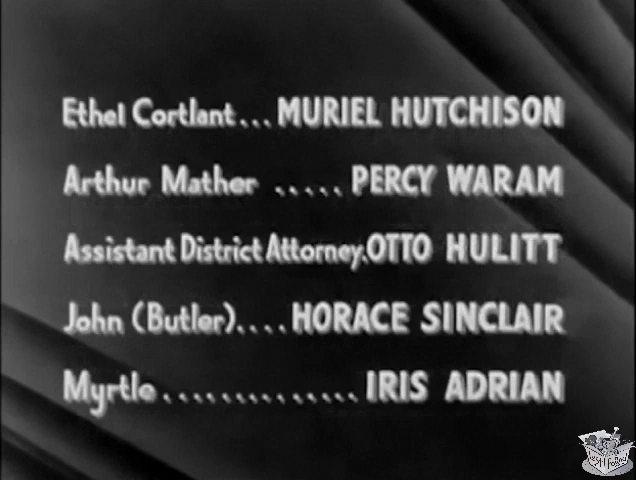 Ethel Cortlant... MURIEL HUTCHISON
Arthur Mather ..... PERCY WARAM
Assistant District Attorney.OTTO HULITT
John (Butler).... HORACE SINCLAIR
Myrtle .............. IRIS ADRIAN